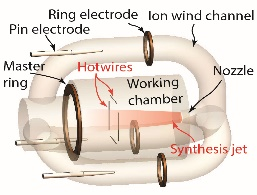 Ring electrode
Ion wind channel
Pin electrode
Master
ring
Hotwires
Working
chamber
Nozzle
Synthesis jet